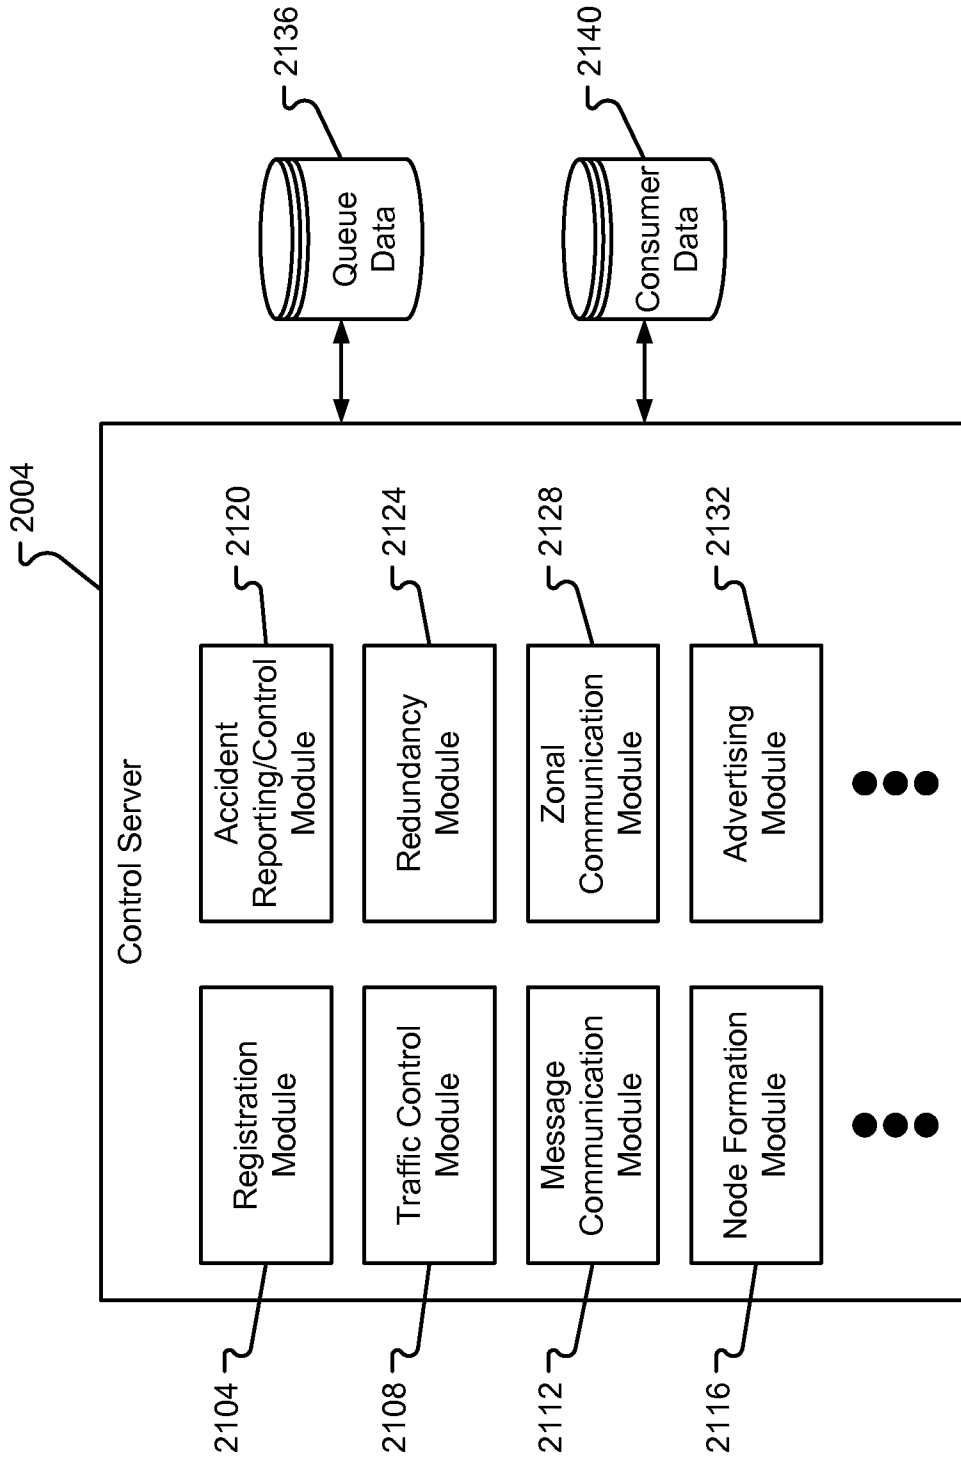 2004
Control Server
2104
Registration
Module
Accident
Reporting/Control
Module
2120
2108
Traffic Control
Module
Redundancy
Module
2124
2112
Message
Communication
Module
Zonal
Communication
Module
2128
2116
Node Formation
Module
Advertising
Module
2132
Queue
Data
2136
Consumer
Data
2140